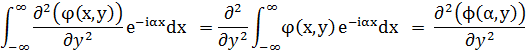 ∫_{-∞}^{∞} ∂²(φ(x,y))/∂y² e^{-iαx}dx = ∂²/∂y² ∫_{-∞}^{∞} φ(x,y) e^{-iαx}dx = ∂²(ϕ(α,y))/∂y²